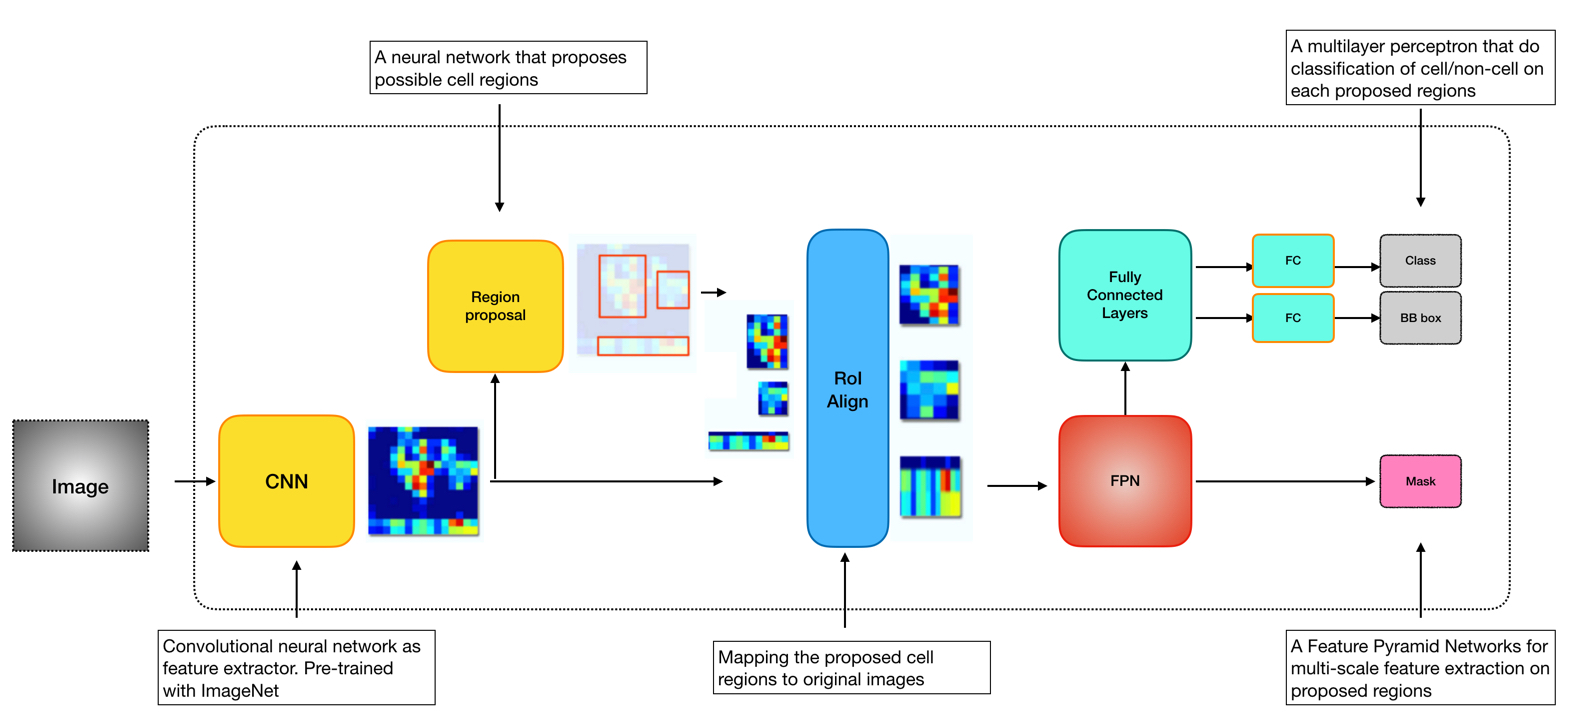 A neural network that proposes
possible cell regions
A multilayer perceptron that do
classification of cell/non-cell on
each proposed regions
Region
proposal
RoI
Align
Fully
Connected
Layers
FC
Class
FC
BB box
Image
CNN
FPN
Mask
Convolutional neural network as
feature extractor. Pre-trained
with ImageNet
Mapping the proposed cell
regions to original images
A Feature Pyramid Networks for
multi-scale feature extraction on
proposed regions